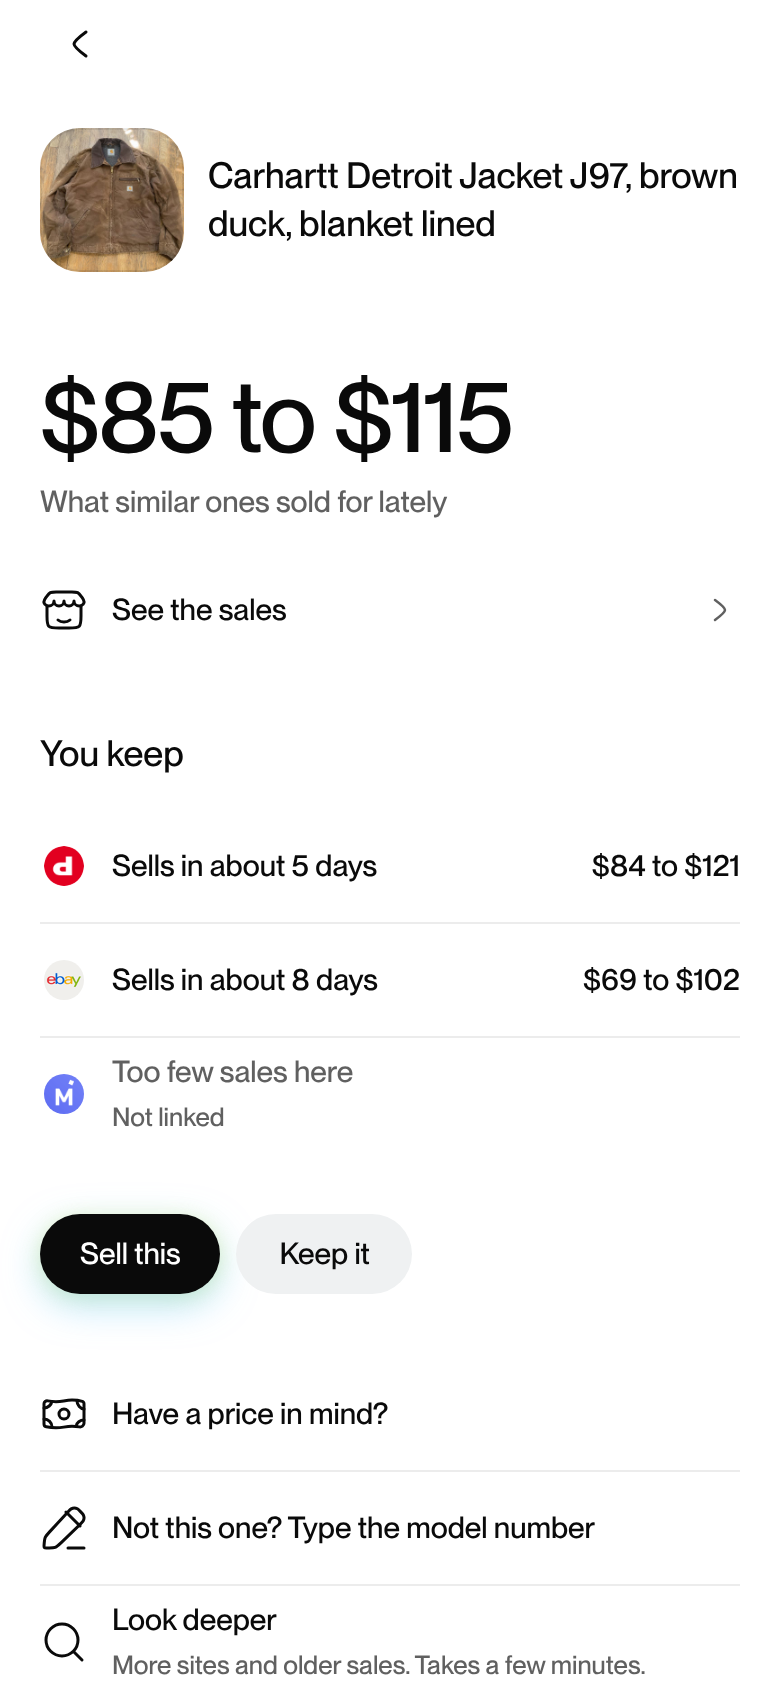 Carhartt Detroit Jacket J97, brown
duck, blanket lined
$85 to $115
What similar ones sold for lately
See the sales
You keep
d Sells in about 5 days $84 to $121
ebay Sells in about 8 days $69 to $102
Too few sales here
M Not linked
Sell this Keep it
Have a price in mind?
Not this one? Type the model number
Look deeper
More sites and older sales. Takes a few minutes.